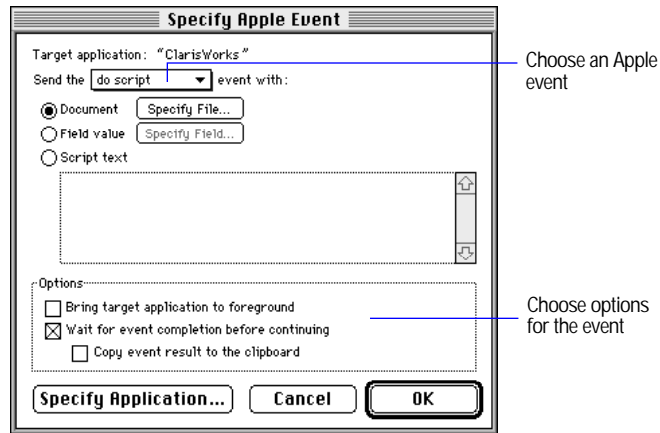 Specify Apple Event
Target application: “ClarisWorks”
Send the do script event with:
Document Specify File...
Field value Specify Field...
Script text
Options
Bring target application to foreground
Wait for event completion before continuing
Copy event result to the clipboard
Specify Application... Cancel OK
Choose an Apple
event
Choose options
for the event